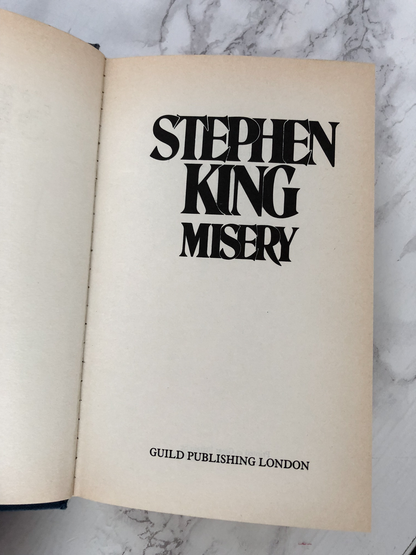 STEPHEN
KING
MISERY
GUILD PUBLISHING LONDON